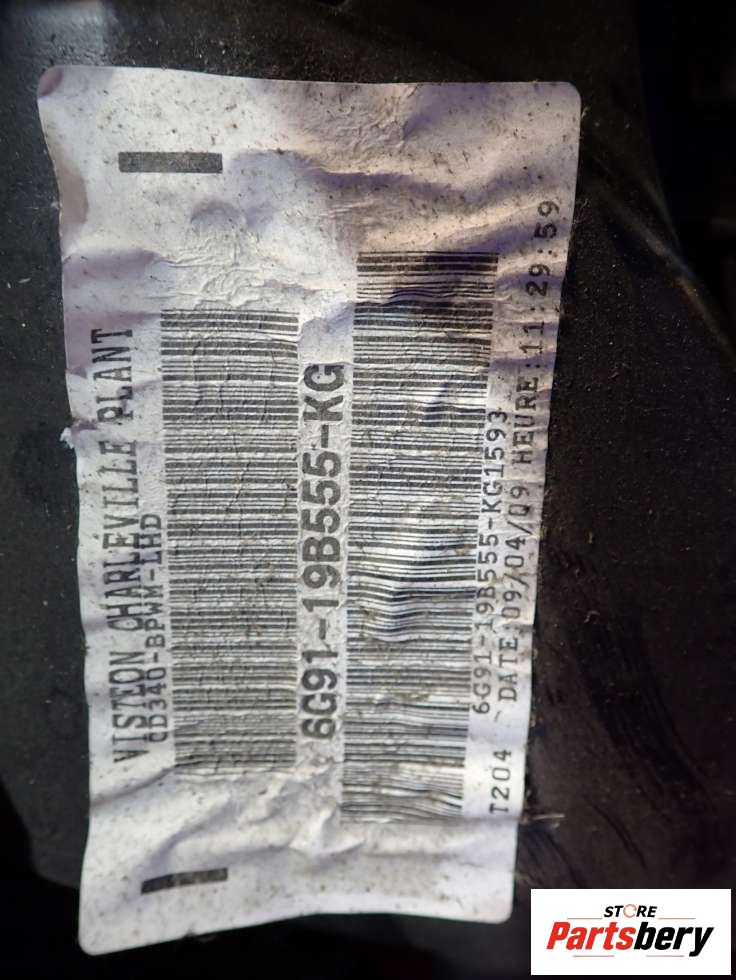 VISTEON CHARLEVILLE PLANT
CD340-BPWM-LHD
6G91-19B555-KG
6G91-19B555-KG1593
T204 DATE:09/04/09 HEURE:11:29:59
STORE
Partsbery